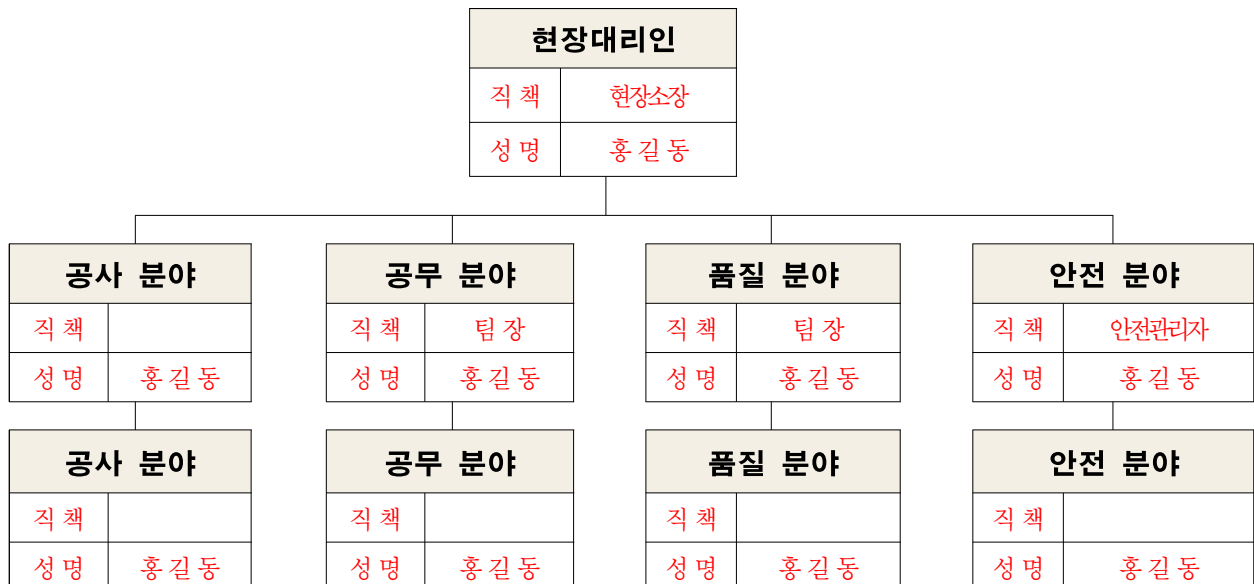 현장대리인
직 책 현장소장
성 명 홍 길 동
공사 분야 공무 분야 품질 분야 안전 분야
직 책 직 책 팀 장 직 책 팀 장 직 책 안전관리자
성 명 홍 길 동 성 명 홍 길 동 성 명 홍 길 동 성 명 홍 길 동
공사 분야 공무 분야 품질 분야 안전 분야
직 책 직 책 직 책 직 책
성 명 홍 길 동 성 명 홍 길 동 성 명 홍 길 동 성 명 홍 길 동